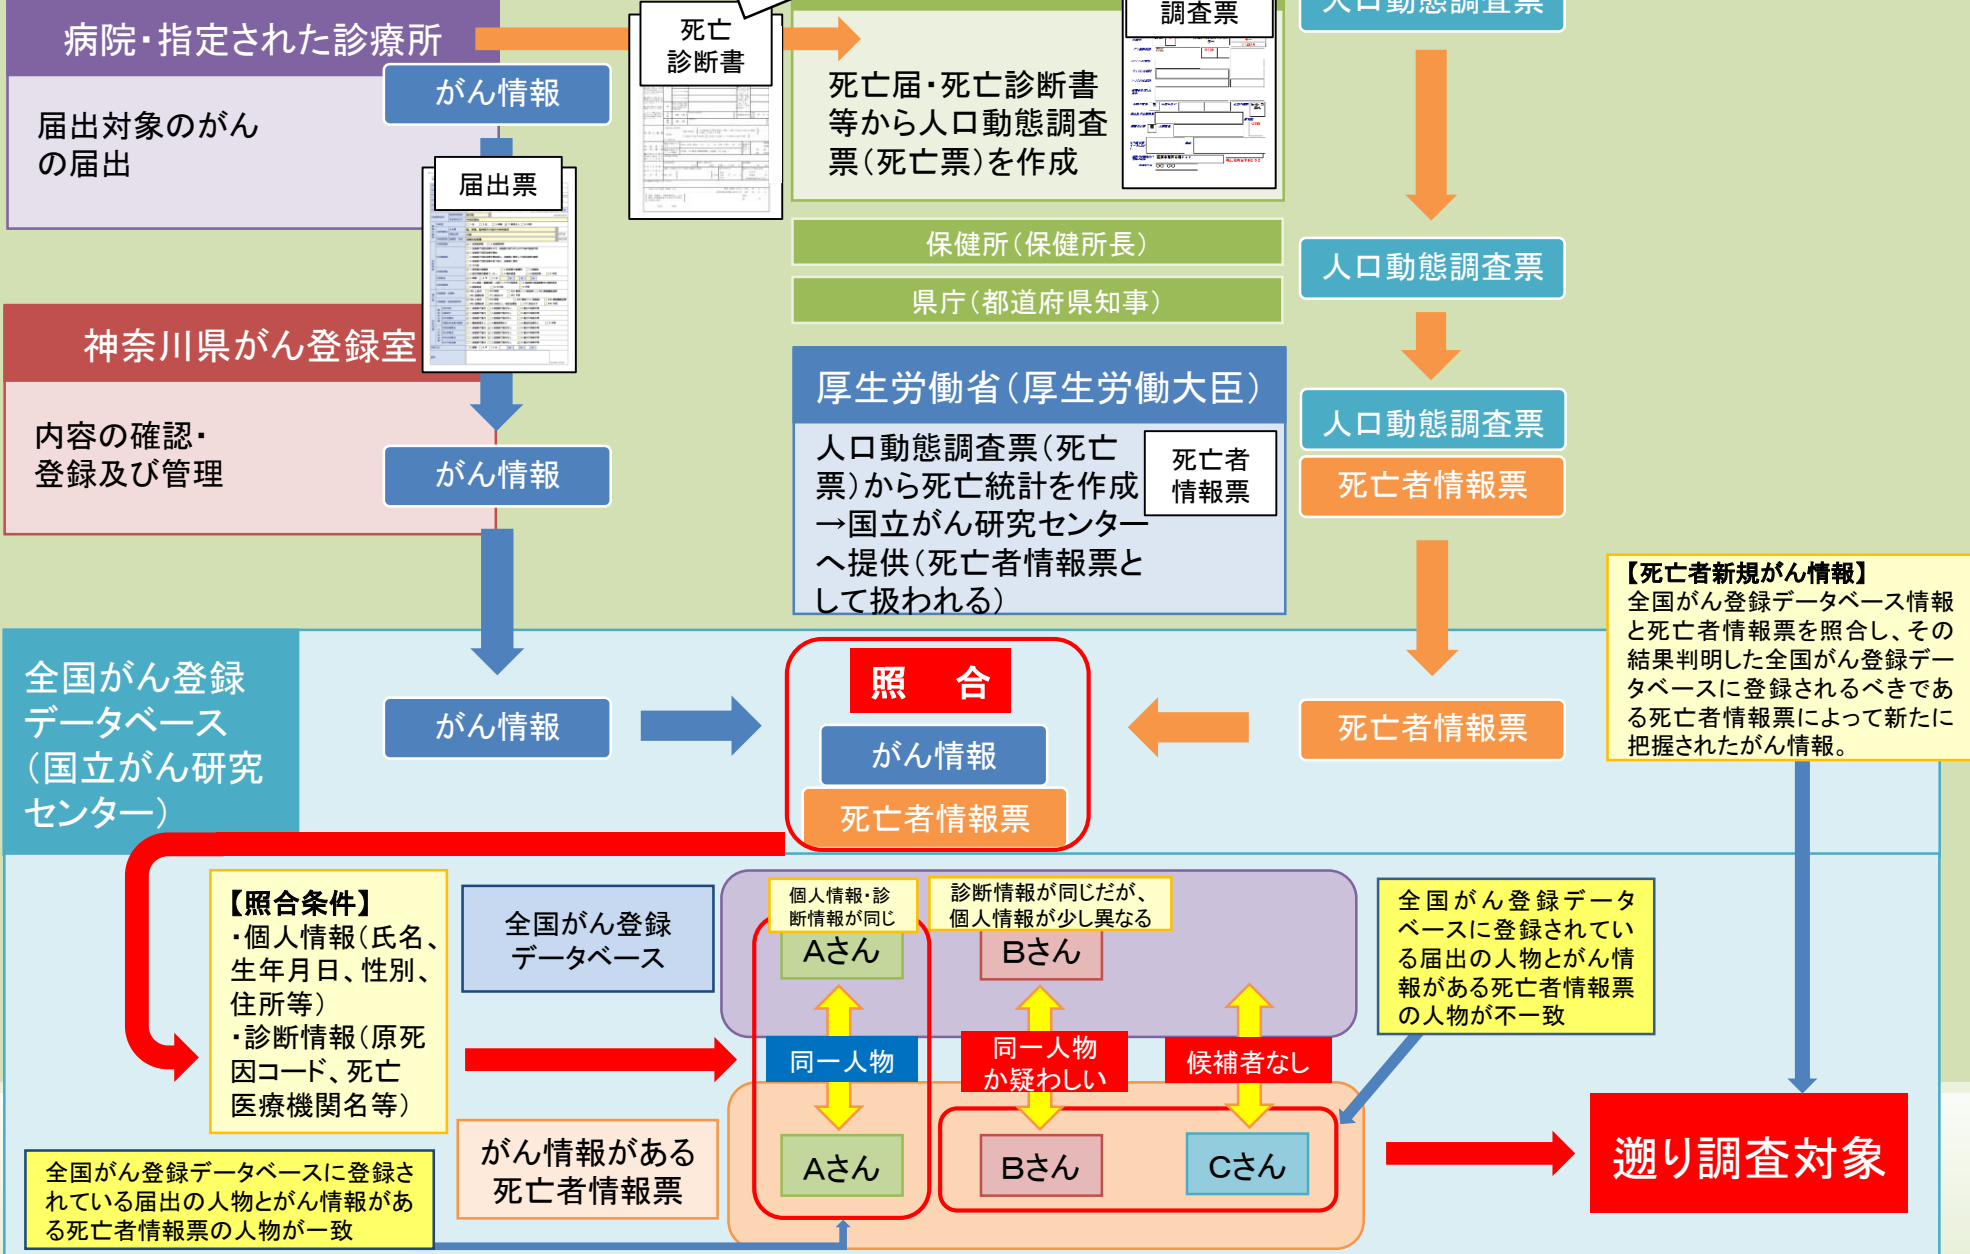 病院・指定された診療所
がん情報
届出対象のがん
の届出
届出票
死亡
診断書
調査票
死亡届・死亡診断書
等から人口動態調査
票(死亡票)を作成
保健所(保健所長)
県庁(都道府県知事)
人口動態調査票
人口動態調査票
人口動態調査票
死亡者情報票
神奈川県がん登録室
内容の確認・
登録及び管理
がん情報
厚生労働省(厚生労働大臣)
人口動態調査票(死亡
票)から死亡統計を作成
→国立がん研究センター
へ提供(死亡者情報票と
して扱われる)
死亡者
情報票
【死亡者新規がん情報】
全国がん登録データベース情報
と死亡者情報票を照合し、その
結果判明した全国がん登録デー
タベースに登録されるべきであ
る死亡者情報票によって新たに
把握されたがん情報。
全国がん登録
データベース
(国立がん研究
センター)
がん情報
照　合
がん情報
死亡者情報票
死亡者情報票
【照合条件】
・個人情報(氏名、
生年月日、性別、
住所等)
・診断情報(原死
因コード、死亡
医療機関名等)
全国がん登録
データベース
個人情報・診
断情報が同じ
Aさん
診断情報が同じだが、
個人情報が少し異なる
Bさん
同一人物
同一人物
か疑わしい
候補者なし
全国がん登録データ
ベースに登録されてい
る届出の人物とがん情
報がある死亡者情報票
の人物が不一致
がん情報がある
死亡者情報票
Aさん
Bさん
Cさん
遡り調査対象
全国がん登録データベースに登録さ
れている届出の人物とがん情報があ
る死亡者情報票の人物が一致